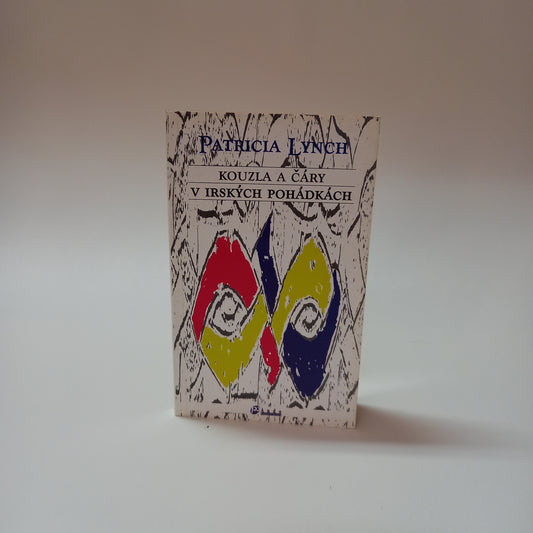 PATRICIA LYNCH
KOUZLA A ČÁRY
V IRSKÝCH POHÁDKÁCH